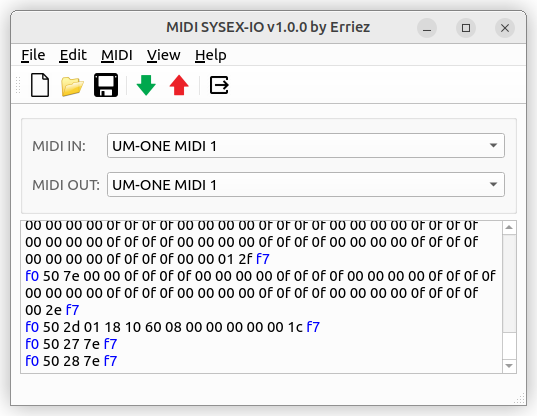 MIDI SYSEX-IO v1.0.0 by Erriez
File Edit MIDI View Help
MIDI IN: UM-ONE MIDI 1
MIDI OUT: UM-ONE MIDI 1
00 00 00 00 0f 0f 0f 0f 00 00 00 00 0f 0f 0f 0f 00 00 00 00 0f 0f 0f 0f
00 00 00 00 0f 0f 0f 0f 00 00 00 00 0f 0f 0f 0f 00 00 00 00 0f 0f 0f 0f
00 00 00 00 0f 0f 0f 0f 00 00 01 2f f7
f0 50 7e 00 00 0f 0f 0f 0f 00 00 00 00 0f 0f 0f 0f 00 00 00 00 0f 0f 0f 0f
00 00 00 00 0f 0f 0f 0f 00 00 00 00 0f 0f 0f 0f 00 00 00 00 0f 0f 0f 0f
00 2e f7
f0 50 2d 01 18 10 60 08 00 00 00 00 00 1c f7
f0 50 27 7e f7
f0 50 28 7e f7